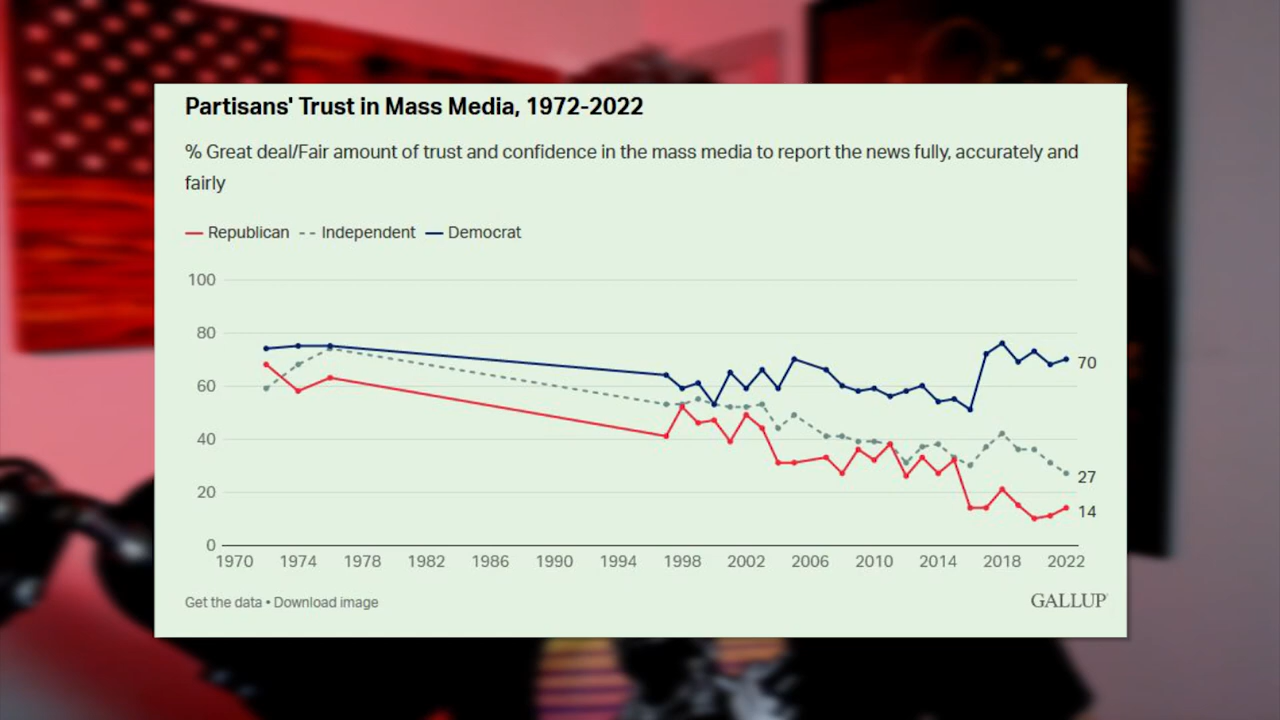 Partisans' Trust in Mass Media, 1972-2022
% Great deal/Fair amount of trust and confidence in the mass media to report the news fully, accurately and
fairly
Republican Independent Democrat
100
80
60
40
20
0
70
27
14
1970 1974 1978 1982 1986 1990 1994 1998 2002 2006 2010 2014 2018 2022
Get the data • Download image
GALLUP